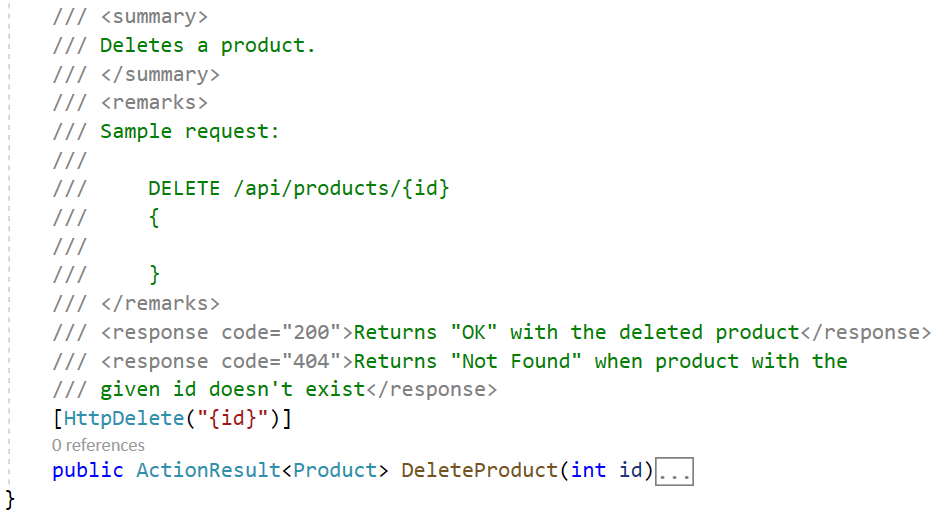 /// <summary>
/// Deletes a product.
/// </summary>
/// <remarks>
/// Sample request:
///
///     DELETE /api/products/{id}
///     {
///
///     }
/// </remarks>
/// <response code="200">Returns "OK" with the deleted product</response>
/// <response code="404">Returns "Not Found" when product with the
/// given id doesn't exist</response>
[HttpDelete("{id}")]
0 references
public ActionResult<Product> DeleteProduct(int id)...
}